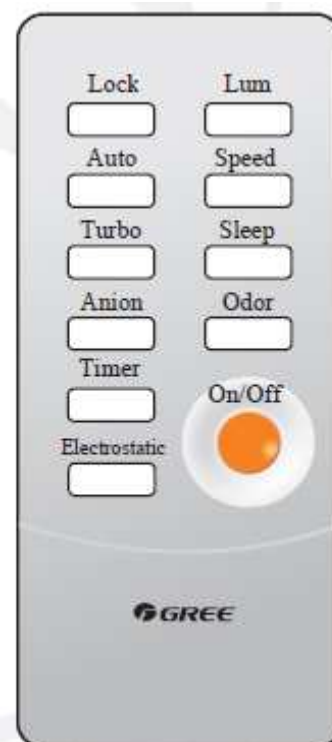 Lock Lum
Auto Speed
Turbo Sleep
Anion Odor
Timer
On/Off
Electrostatic
GREE